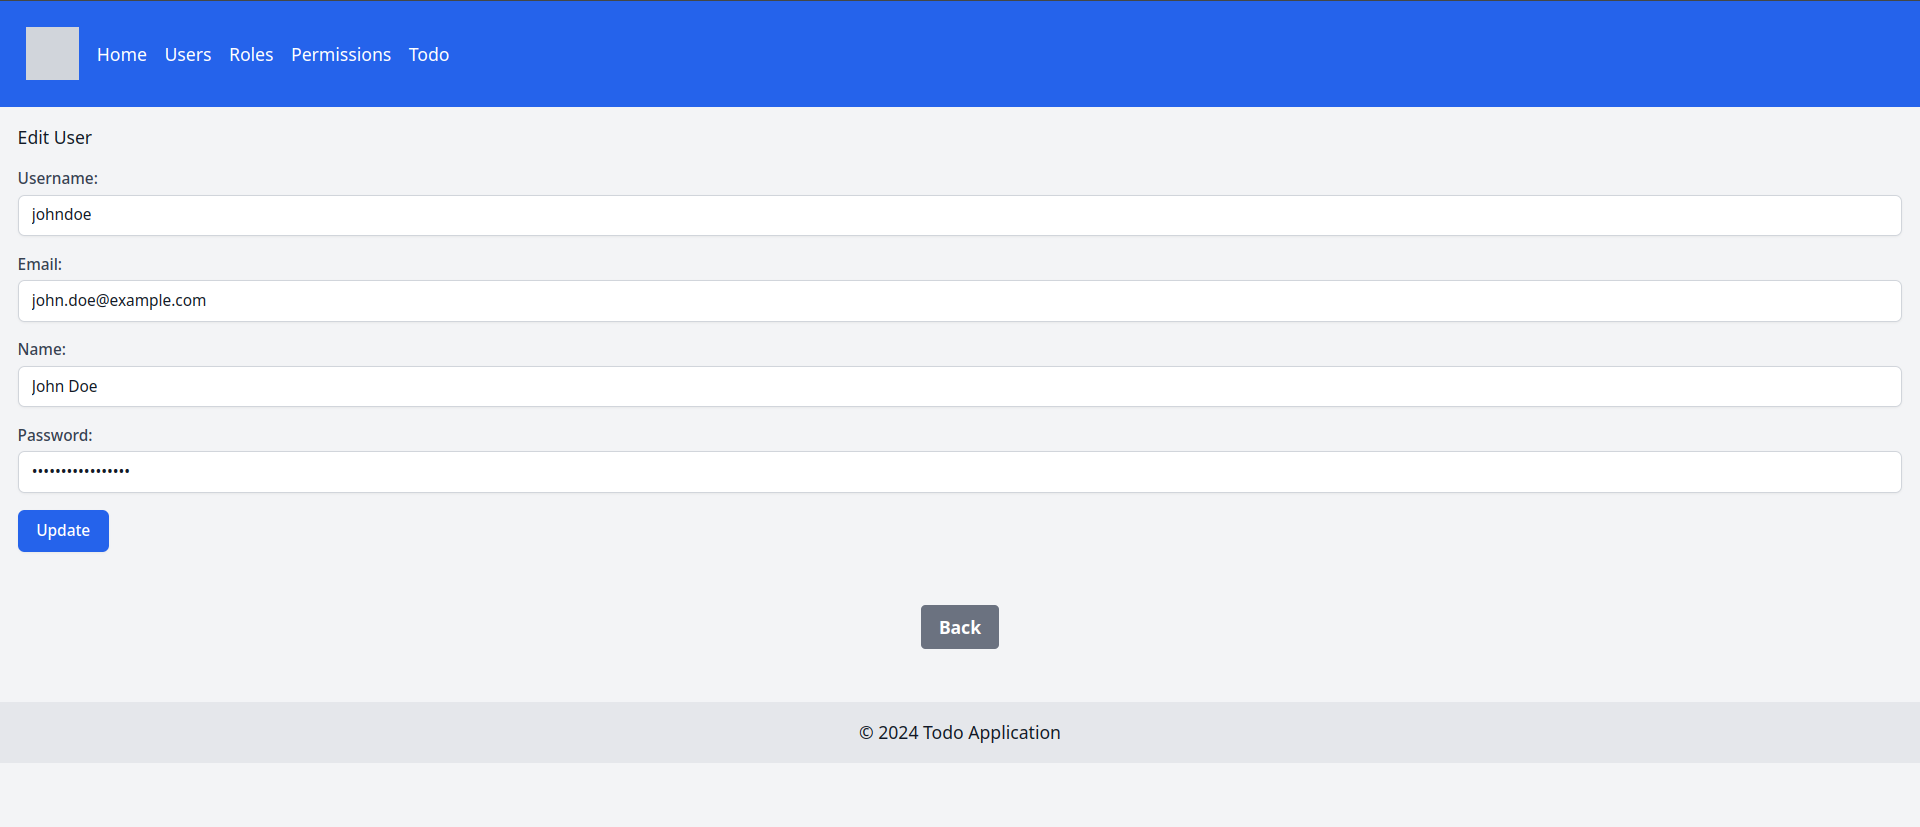 Home Users Roles Permissions Todo
Edit User
Username:
johndoe
Email:
john.doe@example.com
Name:
John Doe
Password:
•••••••••••••••••
Update
Back
© 2024 Todo Application